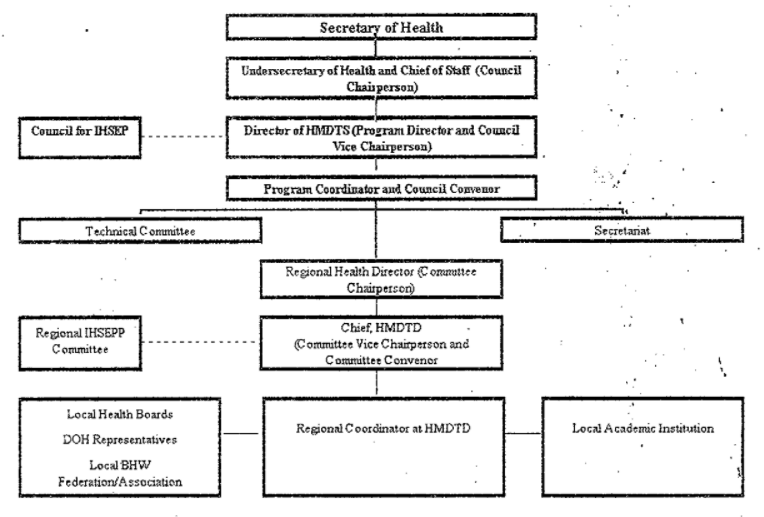 Secretary of Health
Undersecretary of Health and Chief of Staff (Council
Chairperson)
Council for IHSEP
Director of HMDTS (Program Director and Council
Vice Chairperson)
Program Coordinator and Council Convenor
Technical Committee
Secretariat
Regional Health Director (Committee
Chairperson)
Regional IHSEPP
Committee
Chief, HMDTD
(Committee Vice Chairperson and
Committee Convenor
Local Health Boards
DOH Representatives
Local BHW
Federation/Association
Regional Coordinator at HMDTD
Local Academic Institution